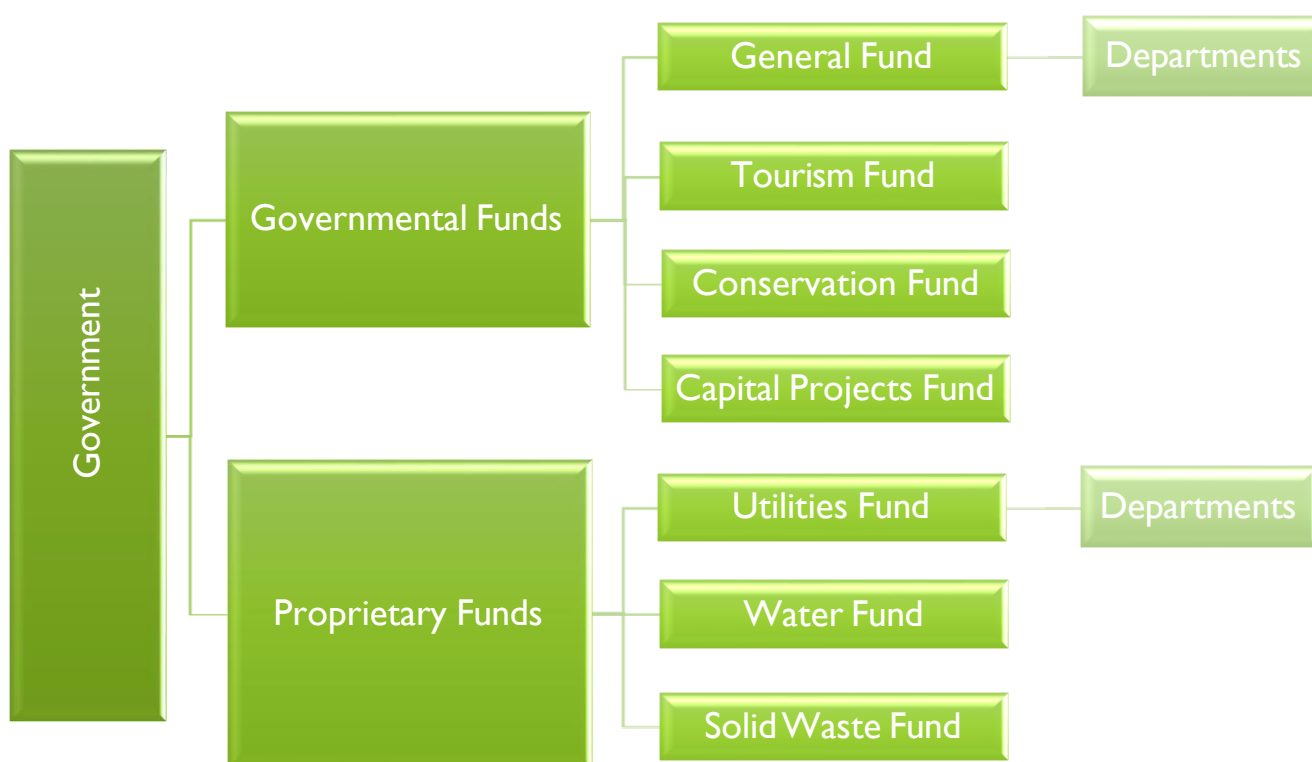 Government
Governmental Funds
General Fund
Departments
Tourism Fund
Conservation Fund
Capital Projects Fund
Proprietary Funds
Utilities Fund
Departments
Water Fund
Solid Waste Fund